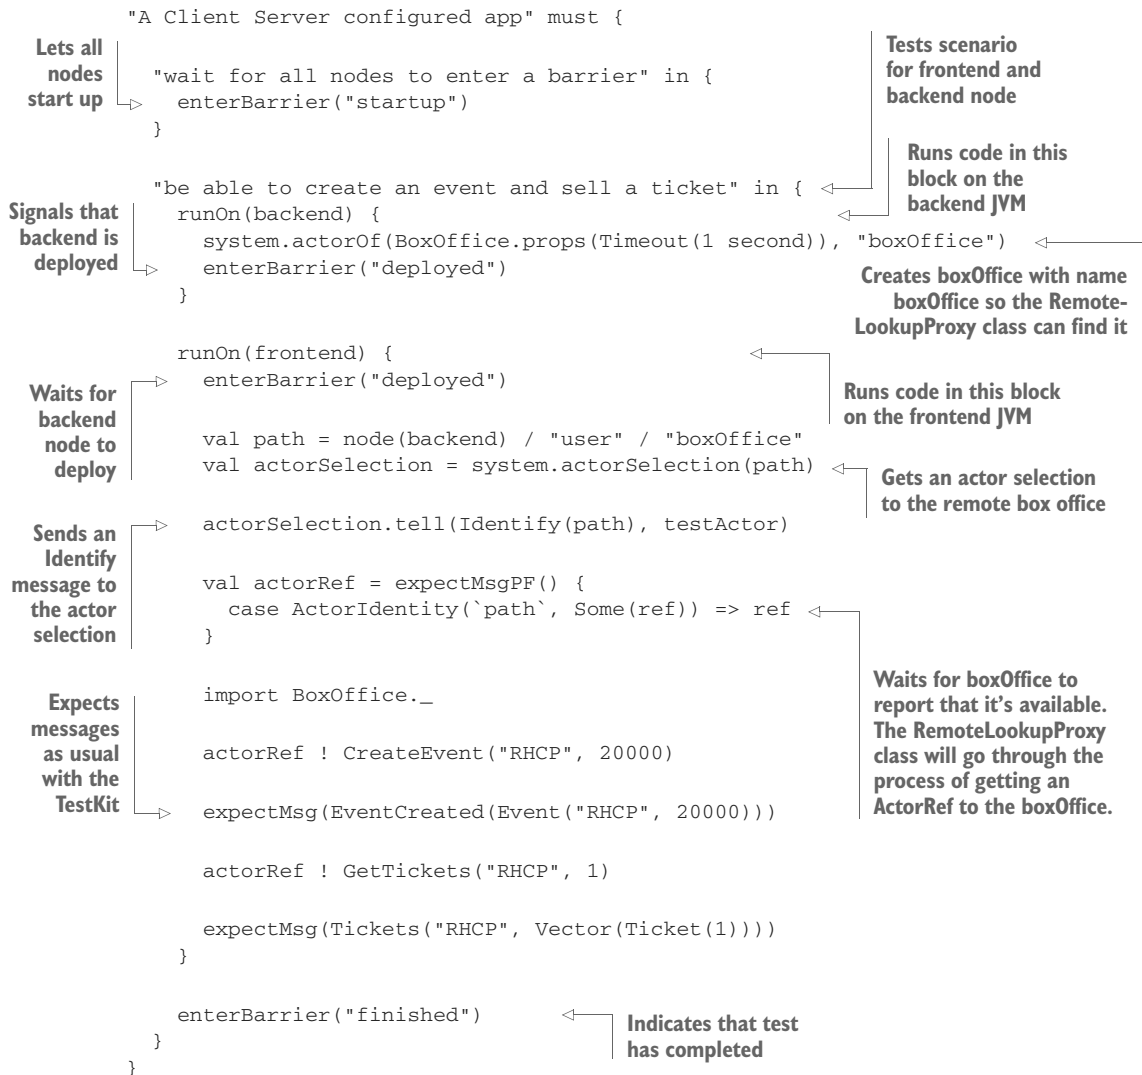 "A Client Server configured app" must {
Lets all
nodes
start up
Tests scenario
for frontend and
backend node
"wait for all nodes to enter a barrier" in {
enterBarrier("startup")
}
Runs code in this
block on the
backend JVM
"be able to create an event and sell a ticket" in {
Signals that
backend is
deployed
runOn(backend) {
system.actorOf(BoxOffice.props(Timeout(1 second)), "boxOffice")
enterBarrier("deployed")
}
Creates boxOffice with name
boxOffice so the Remote-
LookupProxy class can find it
runOn(frontend) {
enterBarrier("deployed")
Waits for
backend
node to
deploy
Runs code in this block
on the frontend JVM
val path = node(backend) / "user" / "boxOffice"
val actorSelection = system.actorSelection(path)
Gets an actor selection
to the remote box office
Sends an
Identify
message to
the actor
selection
actorSelection.tell(Identify(path), testActor)
val actorRef = expectMsgPF() {
case ActorIdentity(`path`, Some(ref)) => ref
}
Waits for boxOffice to
report that it's available.
The RemoteLookupProxy
class will go through the
process of getting an
ActorRef to the boxOffice.
Expects
messages
as usual
with the
TestKit
import BoxOffice._
actorRef ! CreateEvent("RHCP", 20000)
expectMsg(EventCreated(Event("RHCP", 20000)))
actorRef ! GetTickets("RHCP", 1)
expectMsg(Tickets("RHCP", Vector(Ticket(1))))
}
enterBarrier("finished")
Indicates that test
has completed
}
}